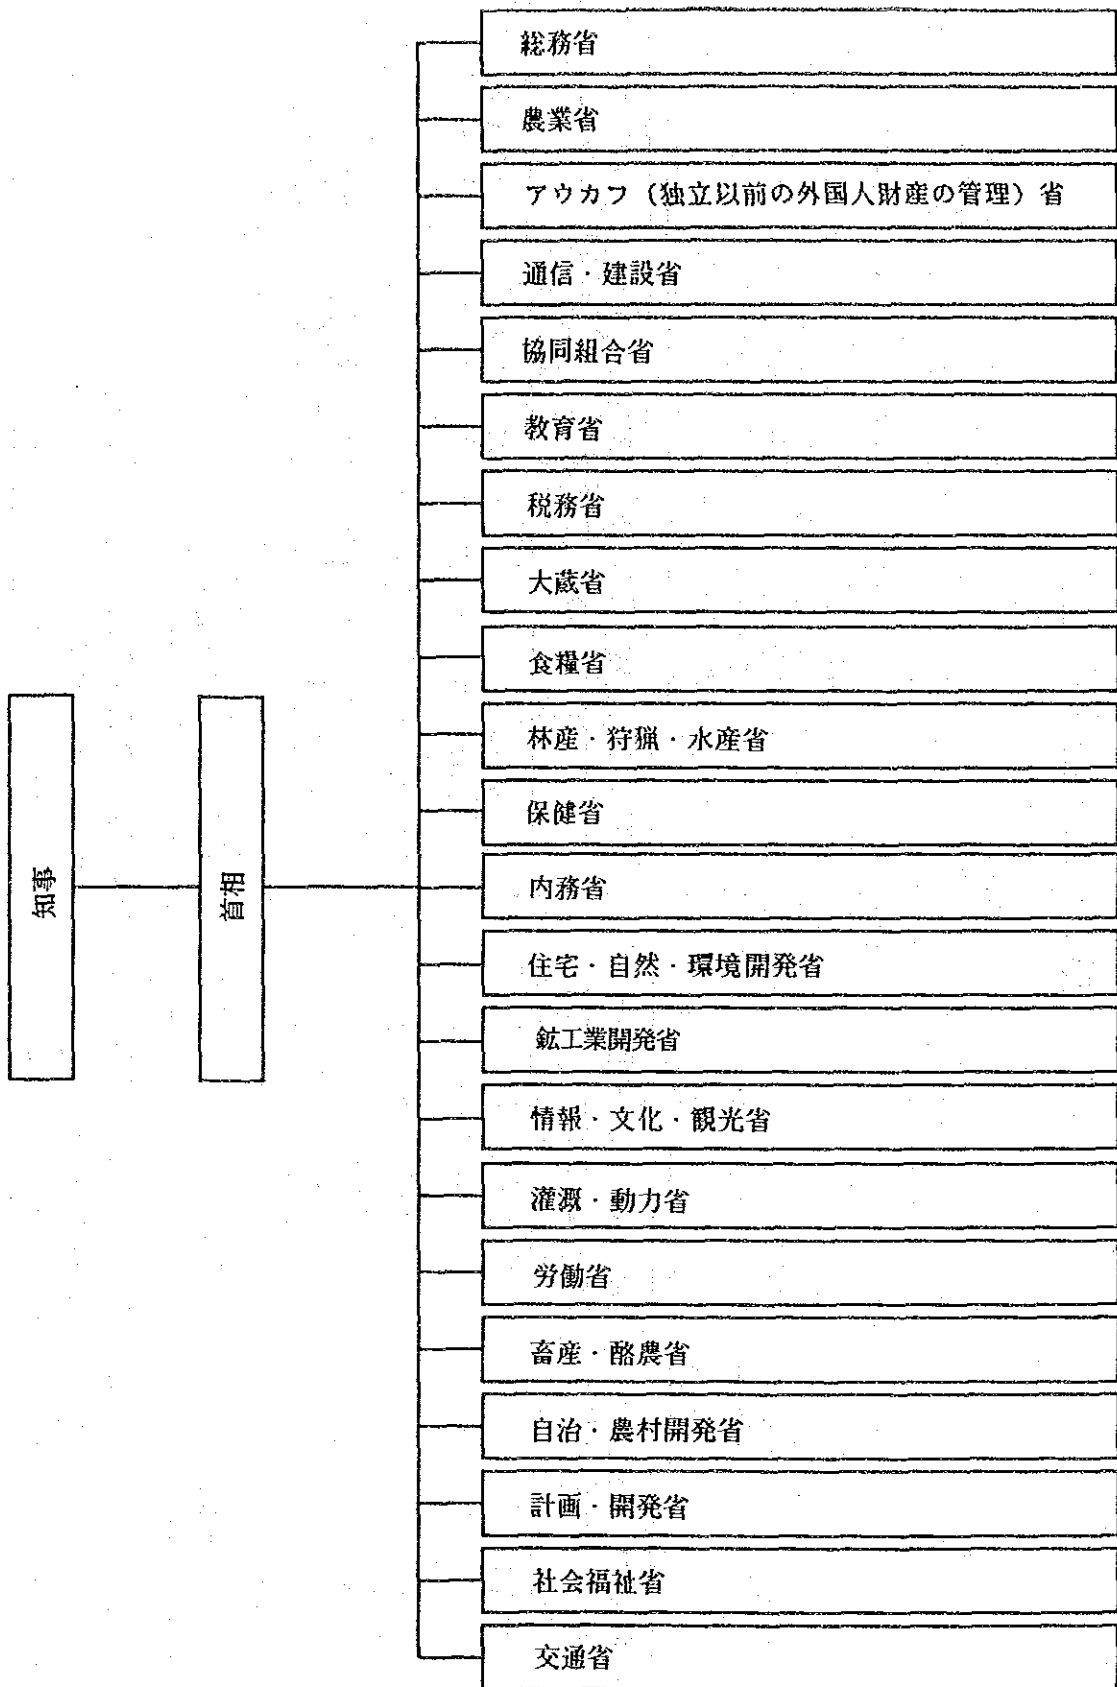 知事
首相
総務省
農業省
アウカフ（独立以前の外国人財産の管理）省
通信・建設省
協同組合省
教育省
税務省
大蔵省
食糧省
林産・狩猟・水産省
保健省
内務省
住宅・自然・環境開発省
鉱工業開発省
情報・文化・観光省
灌漑・動力省
労働省
畜産・酪農省
自治・農村開発省
計画・開発省
社会福祉省
交通省